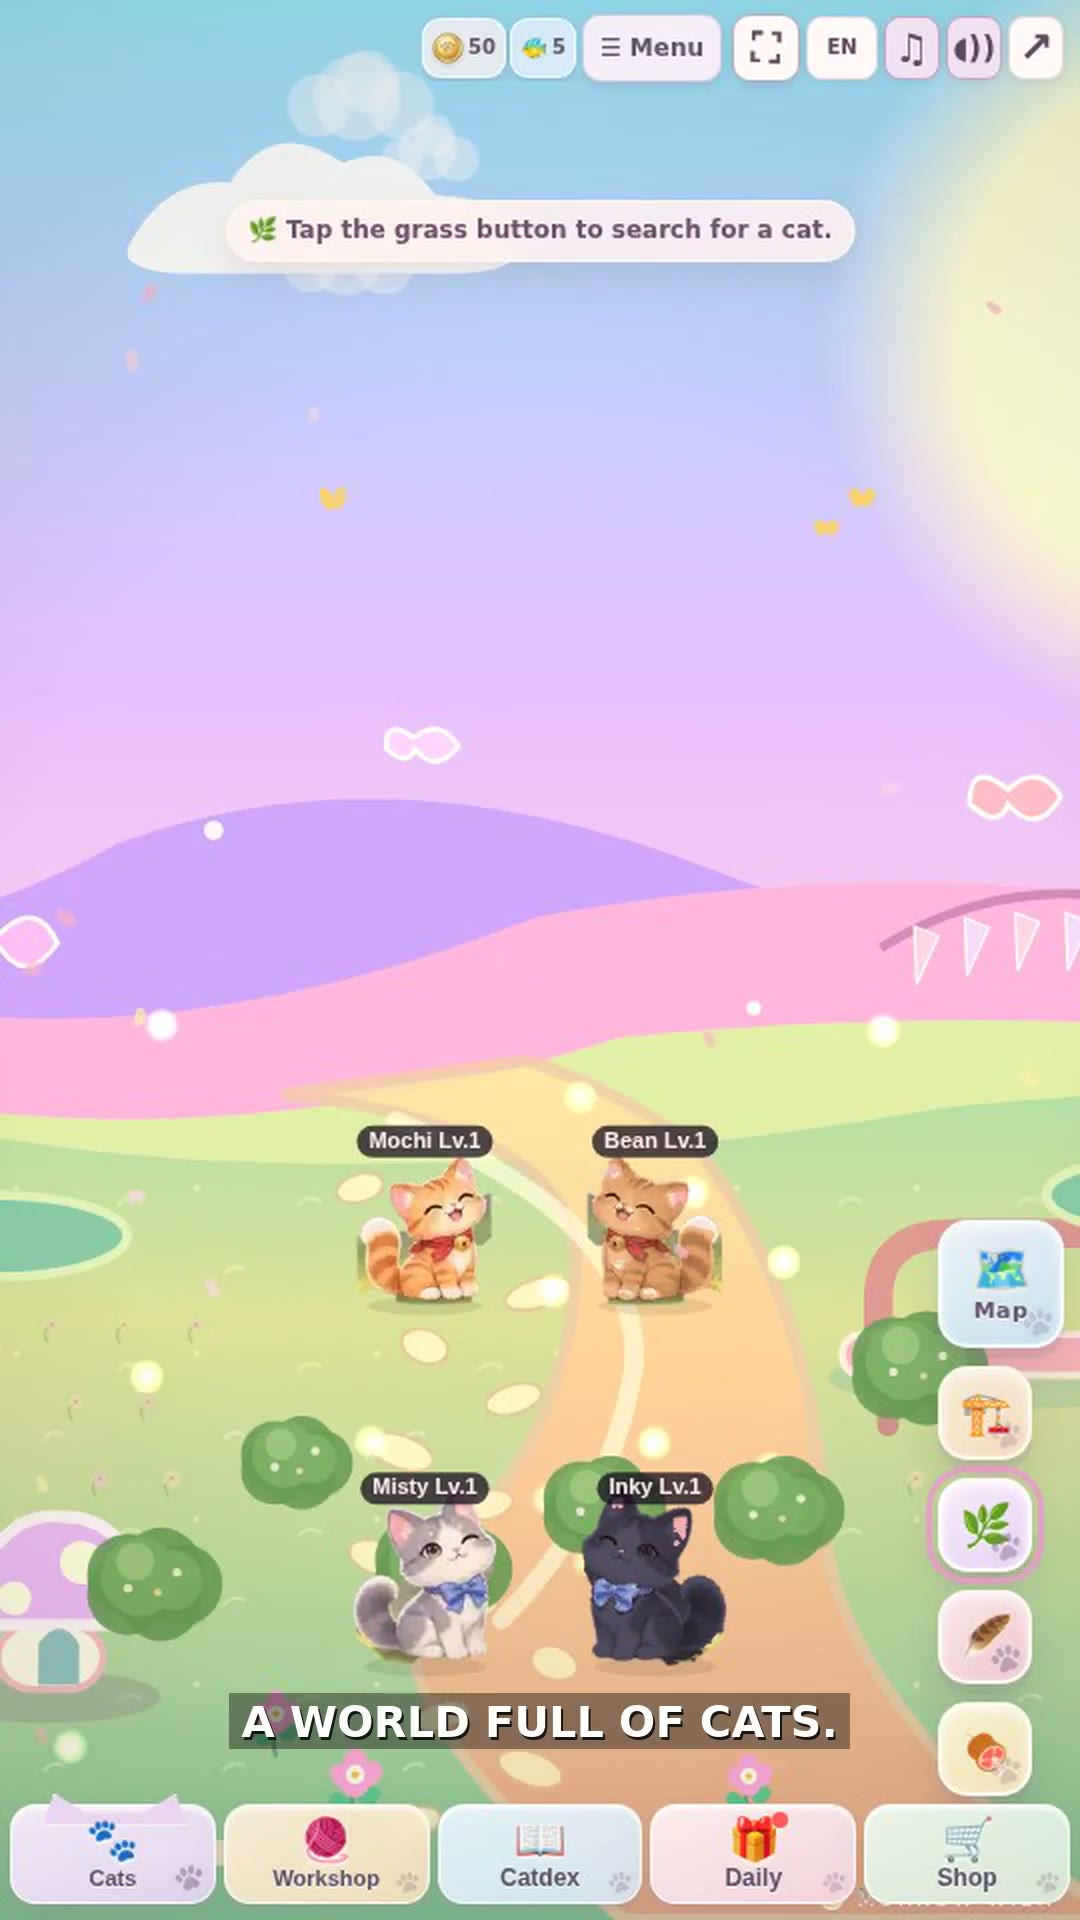 50
5
☰ Menu
EN
Tap the grass button to search for a cat.
Mochi Lv.1
Bean Lv.1
Map
Misty Lv.1
Inky Lv.1
A WORLD FULL OF CATS.
Cats
Workshop
Catdex
Daily
Shop